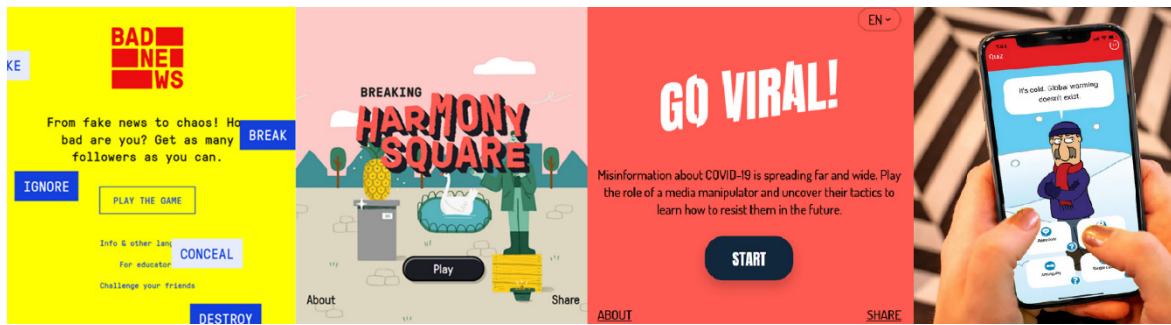 BAD
NE
WS
KE
From fake news to chaos! Ho
bad are you? Get as many
followers as you can.
BREAK
IGNORE
PLAY THE GAME
Info & other lang
For educator
CONCEAL
Challenge your friends
DESTROY
BREAKING
HARMONY
SQUARE
Play
About
Share
EN
GO VIRAL!
Misinformation about COVID-19 is spreading far and wide. Play
the role of a media manipulator and uncover their tactics to
learn how to resist them in the future.
START
ABOUT
SHARE
Quiz
It's cold. Global warming
doesn't exist.
Ambiguity